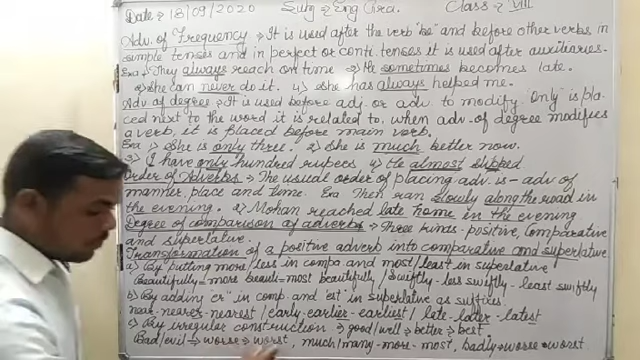 Date → 18/09/2020 Sub → Eng Gra. Class → VIII
Adv. of Frequency → It is used after the verb "be" and before other verbs in
simple tenses and in perfect or conti. tenses it is used after auxiliaries.
Exa → They always reach on time. 2) He sometimes becomes late.
3) She can never do it. 4) She has always helped me.
Adv of degree → It is used before adj. or adv. to modify. 'Only' is pla-
ced next to the word it is related to, when adv. of degree modifies
a verb, it is placed before main verb.
Exa :→ She is only three. 2) She is much better now.
3) I have only hundred rupees 4) He almost slipped.
Order of Adverbs → The usual order of placing adv. is - adv of
manner, place and time. Exa Then ran slowly along the road in
the evening. 2) Mohan reached late home in the evening
Degree of comparison of adverbs → Three kinds - positive, comparative
and superlative.
Transformation of a positive adverb into comparative and superlative
a) By putting more/less in compa. and most/least in superlative
Beautifully = more beauti = most beautifully / swiftly - less swiftly - least swiftly
b) By adding "er" in comp. and "est" in superlative as suffices.
near - nearer - nearest / early - earlier - earliest / late - later - latest
c) By irregular construction → good/well → better → best.
Bad/evil → worse → worst, much/many - more - most, badly → worse → worst.